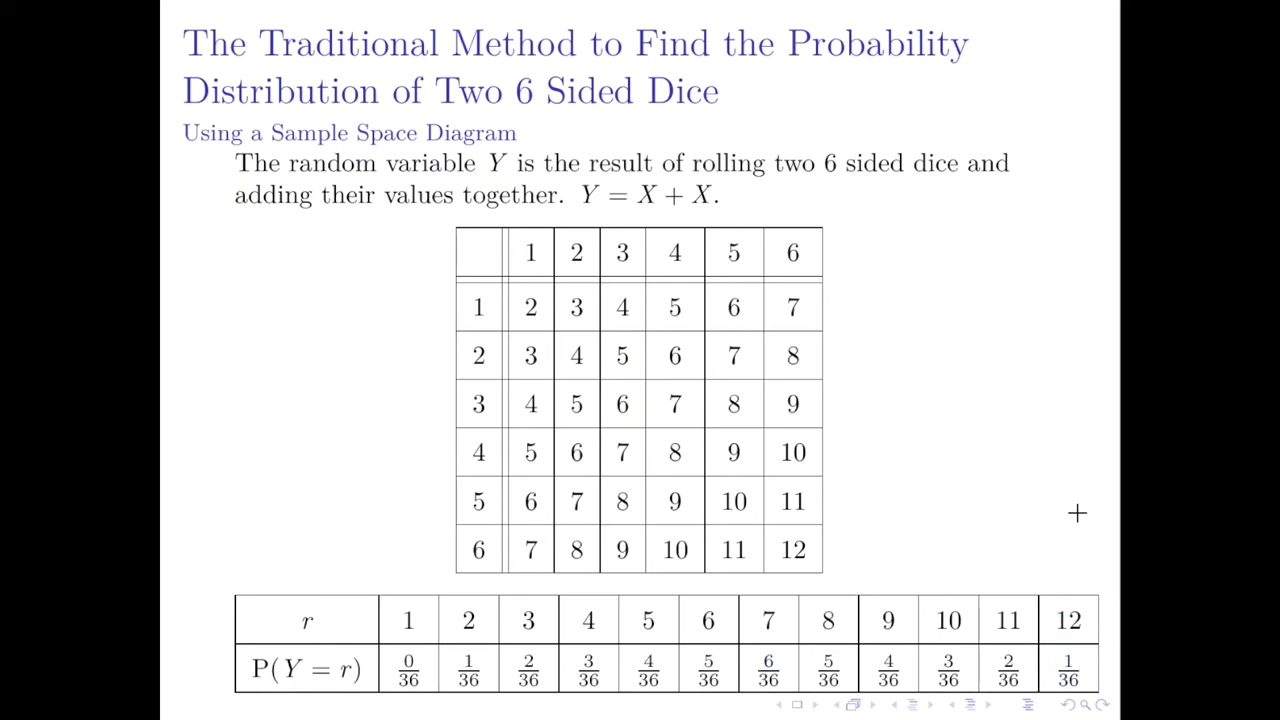 The Traditional Method to Find the Probability
Distribution of Two 6 Sided Dice
Using a Sample Space Diagram
The random variable Y is the result of rolling two 6 sided dice and
adding their values together. Y = X + X.
1 2 3 4 5 6
1 2 3 4 5 6 7
2 3 4 5 6 7 8
3 4 5 6 7 8 9
4 5 6 7 8 9 10
5 6 7 8 9 10 11
6 7 8 9 10 11 12
r 1 2 3 4 5 6 7 8 9 10 11 12
P(Y = r) 0/36 1/36 2/36 3/36 4/36 5/36 6/36 5/36 4/36 3/36 2/36 1/36